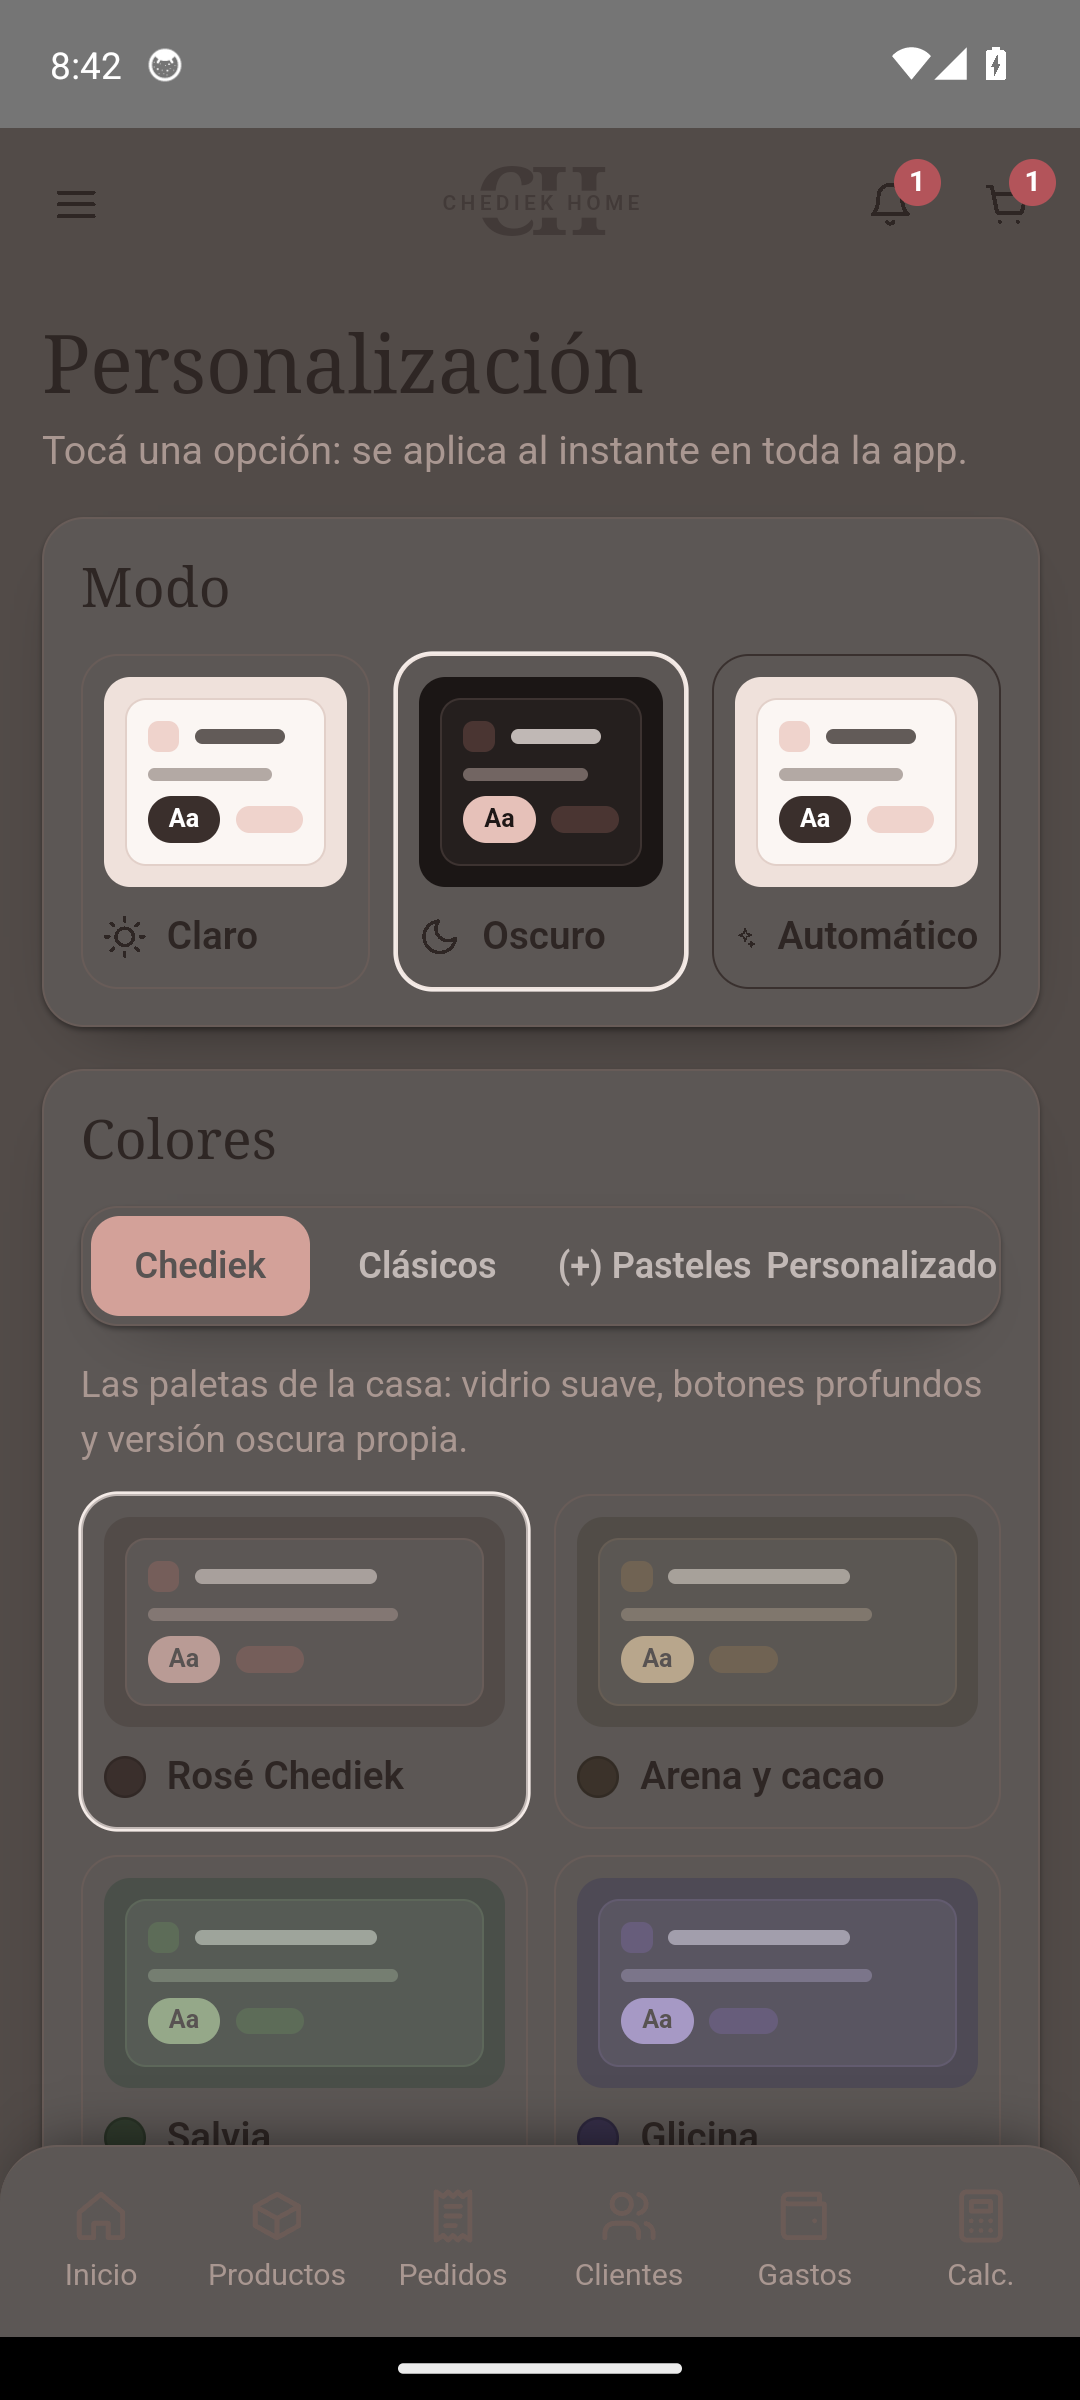 8:42
CH
CHEDIEK HOME
1
1
Personalización
Tocá una opción: se aplica al instante en toda la app.
Modo
Aa
Aa
Aa
Claro
Oscuro
Automático
Colores
Chediek
Clásicos
(+) Pasteles
Personalizado
Las paletas de la casa: vidrio suave, botones profundos
y versión oscura propia.
Aa
Aa
Rosé Chediek
Arena y cacao
Aa
Aa
Salvia
Glicina
Inicio
Productos
Pedidos
Clientes
Gastos
Calc.